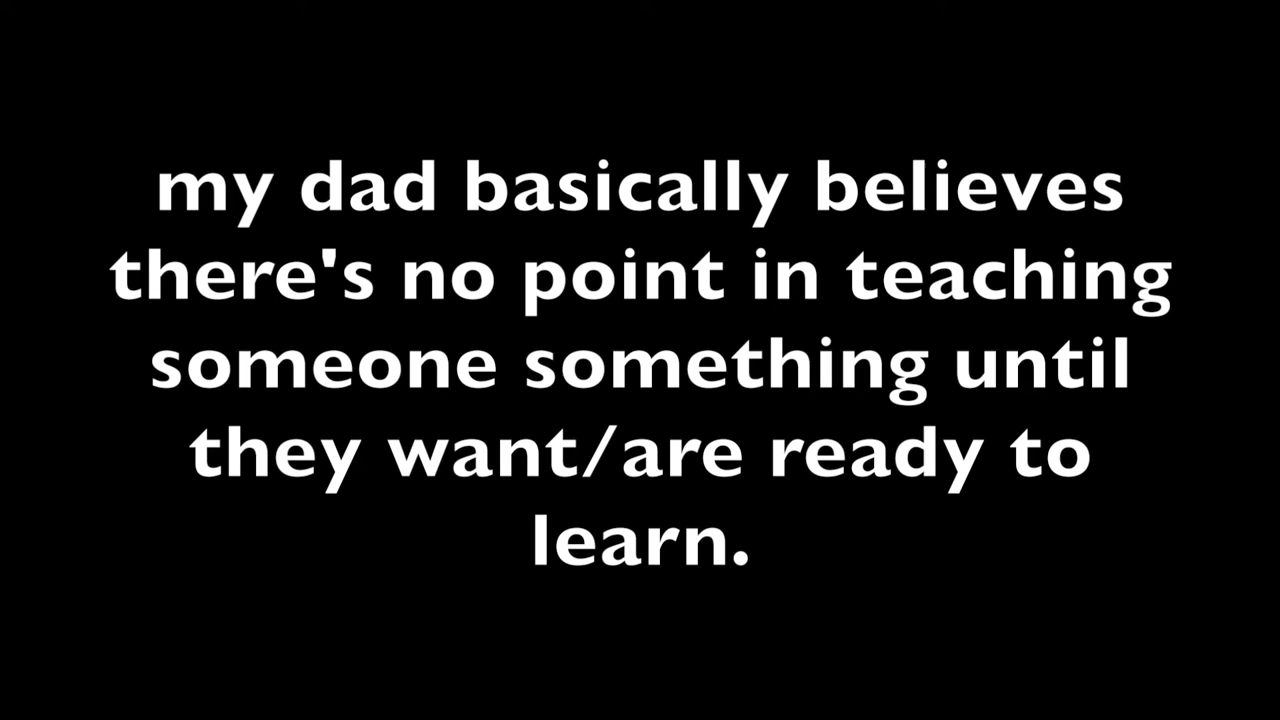 my dad basically believes
there's no point in teaching
someone something until
they want/are ready to
learn.